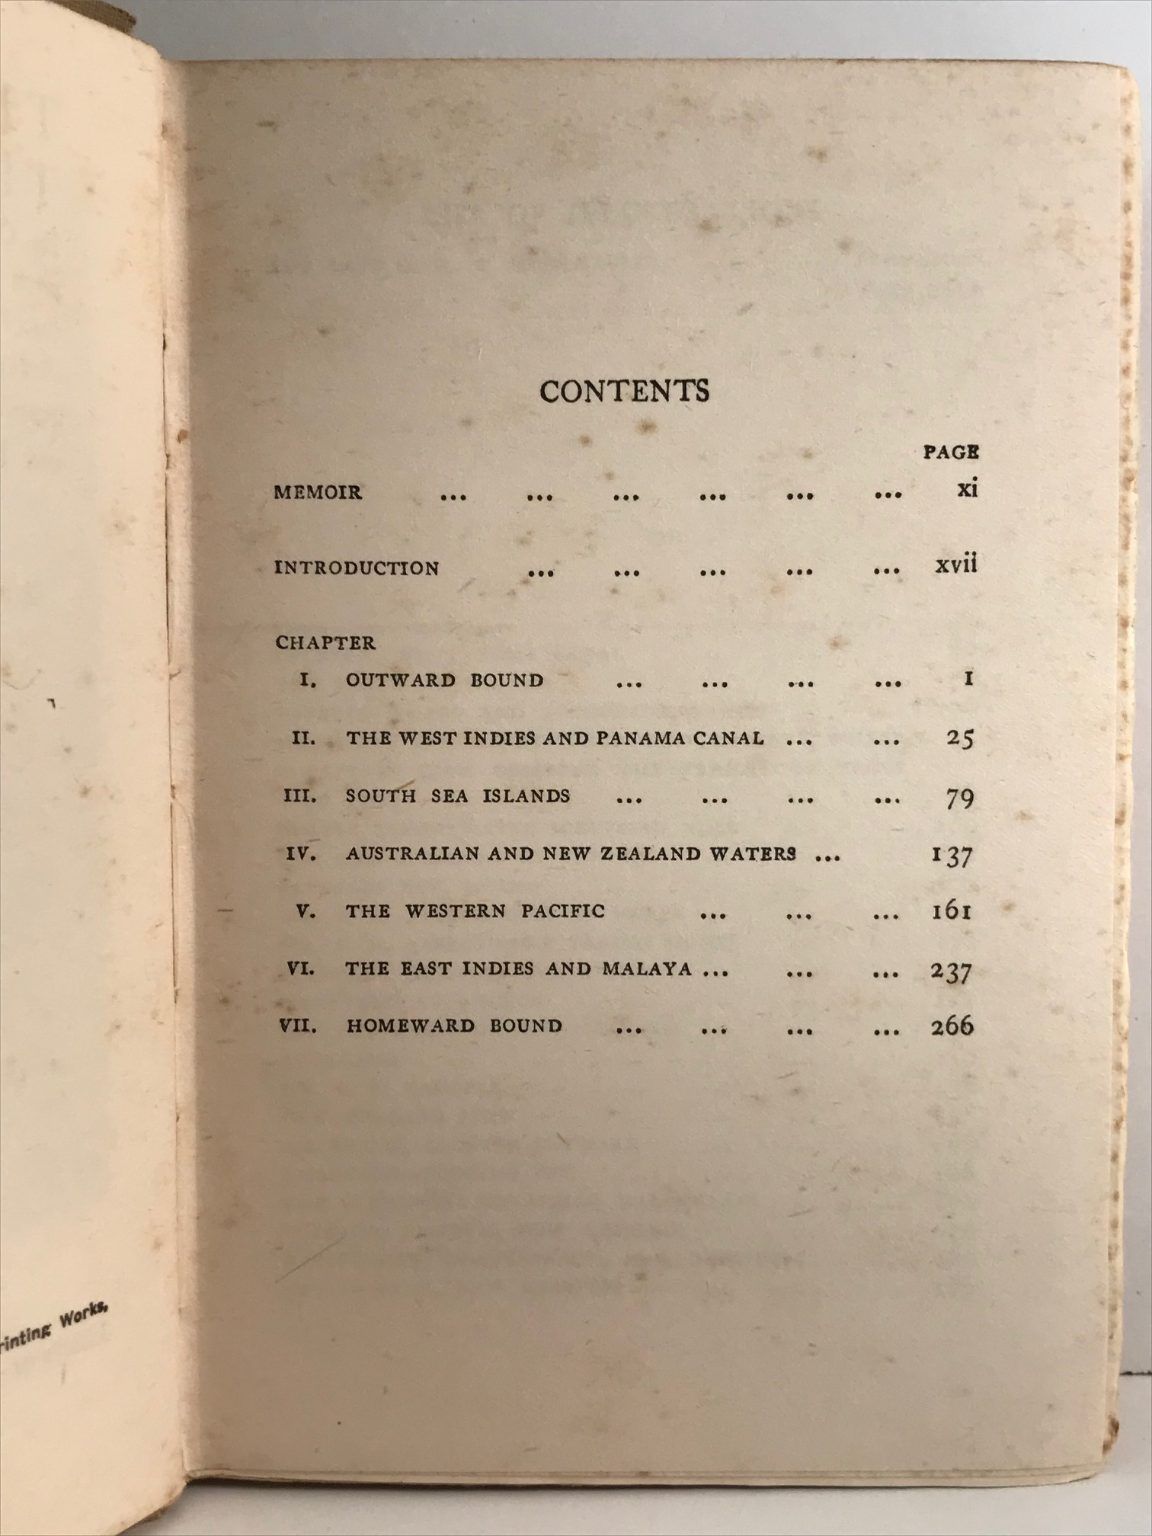 CONTENTS
PAGE
MEMOIR ... ... ... ... ... ... xi
INTRODUCTION ... ... ... ... ... xvii
CHAPTER
I. OUTWARD BOUND ... ... ... ... 1
II. THE WEST INDIES AND PANAMA CANAL ... ... 25
III. SOUTH SEA ISLANDS ... ... ... ... 79
IV. AUSTRALIAN AND NEW ZEALAND WATERS ... 137
V. THE WESTERN PACIFIC ... ... ... 161
VI. THE EAST INDIES AND MALAYA ... ... ... 237
VII. HOMEWARD BOUND ... ... ... ... 266
rinting Works,